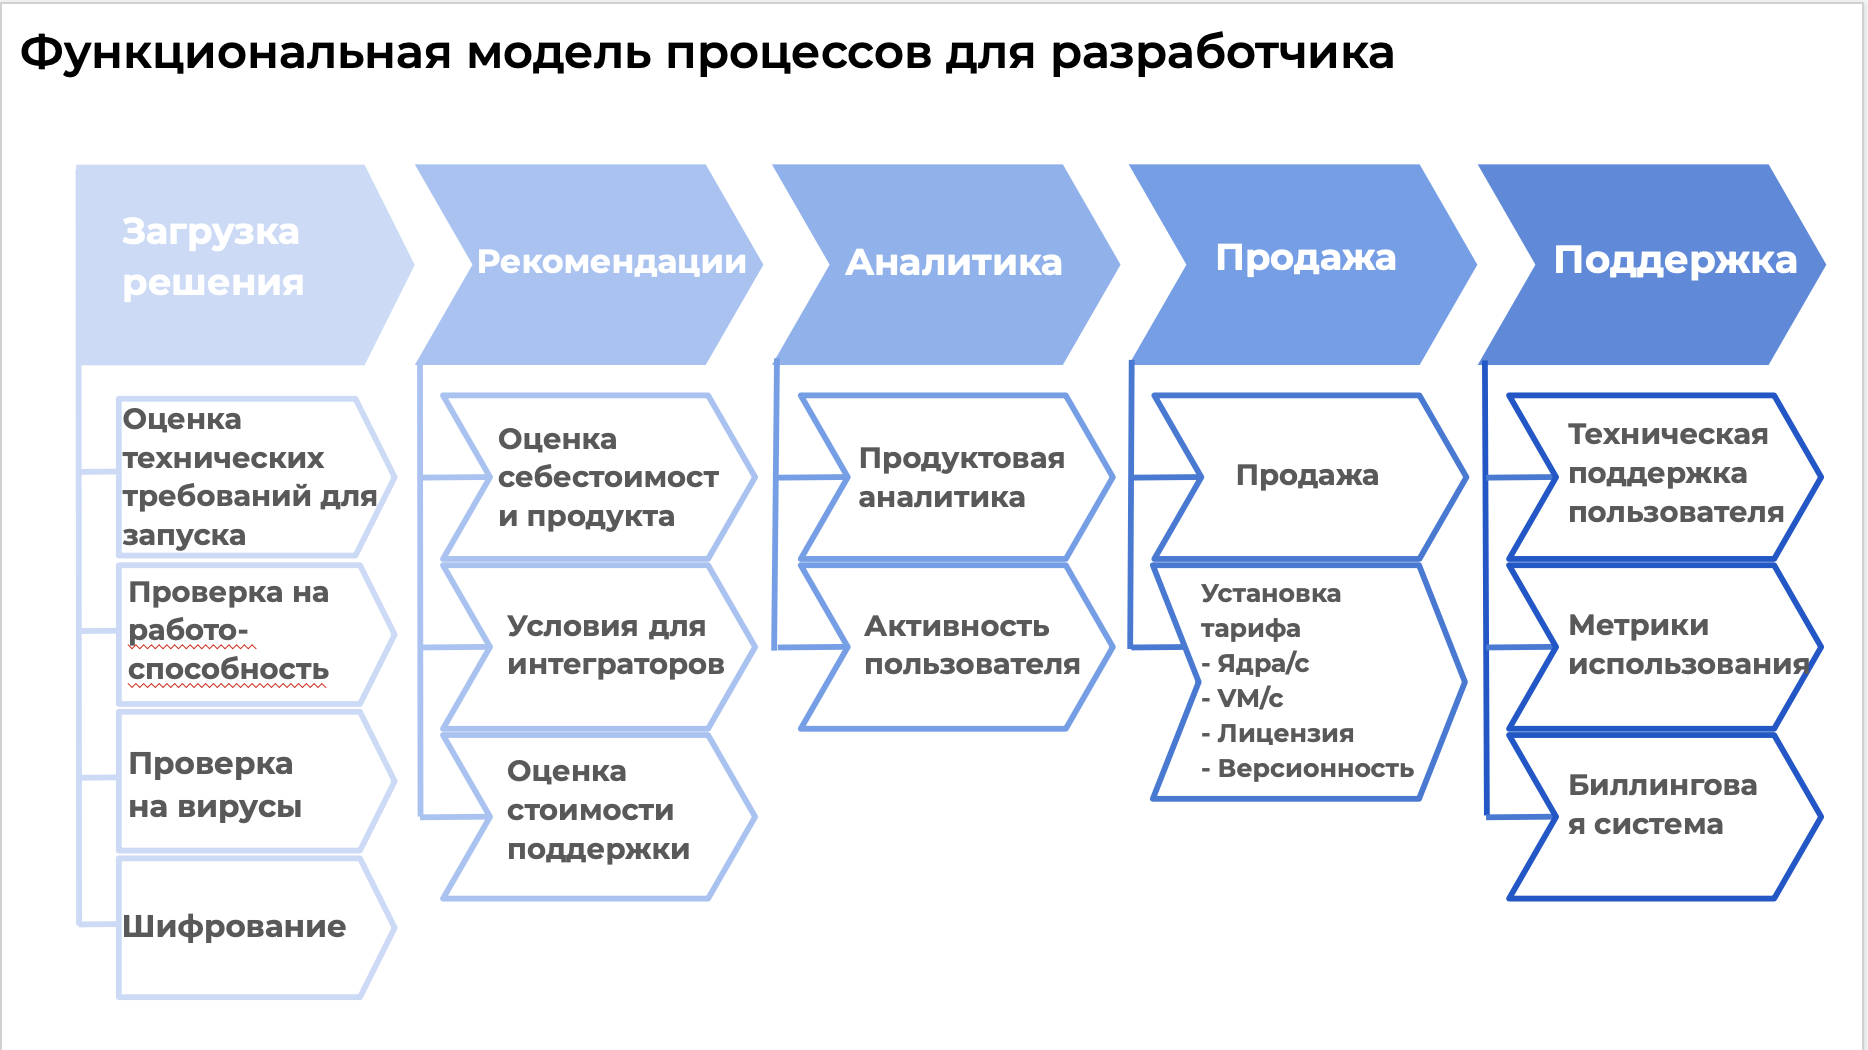 Функциональная модель процессов для разработчика
Загрузка
решения
Рекомендации
Аналитика
Продажа
Поддержка
Оценка
технических
требований для
запуска
Проверка на
работо-
способность
Проверка
на вирусы
Шифрование
Оценка
себестоимост
и продукта
Условия для
интеграторов
Оценка
стоимости
поддержки
Продуктовая
аналитика
Активность
пользователя
Продажа
Установка
тарифа
- Ядра/с
- VM/с
- Лицензия
- Версионность
Техническая
поддержка
пользователя
Метрики
использования
Биллингова
я система